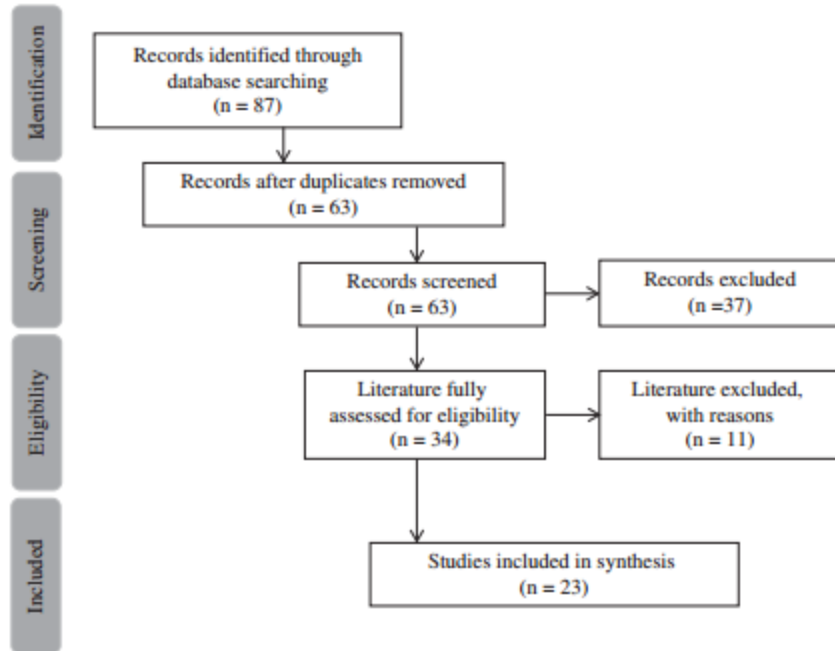 Identification
Records identified through
database searching
(n = 87)
Screening
Records after duplicates removed
(n = 63)
Records screened
(n = 63)
Records excluded
(n =37)
Eligibility
Literature fully
assessed for eligibility
(n = 34)
Literature excluded,
with reasons
(n = 11)
Included
Studies included in synthesis
(n = 23)